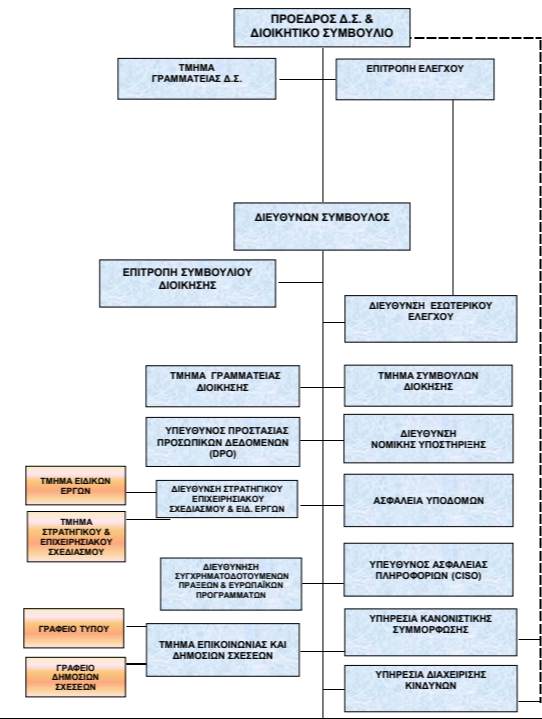 ΠΡΟΕΔΡΟΣ Δ.Σ. &
ΔΙΟΙΚΗΤΙΚΟ ΣΥΜΒΟΥΛΙΟ
ΤΜΗΜΑ
ΓΡΑΜΜΑΤΕΙΑΣ Δ.Σ.
ΕΠΙΤΡΟΠΗ ΕΛΕΓΧΟΥ
ΔΙΕΥΘΥΝΩΝ ΣΥΜΒΟΥΛΟΣ
ΕΠΙΤΡΟΠΗ ΣΥΜΒΟΥΛΙΟΥ
ΔΙΟΙΚΗΣΗΣ
ΔΙΕΥΘΥΝΣΗ ΕΣΩΤΕΡΙΚΟΥ
ΕΛΕΓΧΟΥ
ΤΜΗΜΑ ΓΡΑΜΜΑΤΕΙΑΣ
ΔΙΟΙΚΗΣΗΣ
ΤΜΗΜΑ ΣΥΜΒΟΥΛΩΝ
ΔΙΟΚΗΣΗΣ
ΥΠΕΥΘΥΝΟΣ ΠΡΟΣΤΑΣΙΑΣ
ΠΡΟΣΩΠΙΚΩΝ ΔΕΔΟΜΕΝΩΝ
(DPO)
ΔΙΕΥΘΥΝΣΗ
ΝΟΜΙΚΗΣ ΥΠΟΣΤΗΡΙΞΗΣ
ΤΜΗΜΑ ΕΙΔΙΚΩΝ
ΕΡΓΩΝ
ΔΙΕΥΘΥΝΣΗ ΣΤΡΑΤΗΓΙΚΟΥ
ΕΠΙΧΕΙΡΗΣΙΑΚΟΥ
ΣΧΕΔΙΑΣΜΟΥ & ΕΙΔ. ΕΡΓΩΝ
ΑΣΦΑΛΕΙΑ ΥΠΟΔΟΜΩΝ
ΤΜΗΜΑ
ΣΤΡΑΤΗΓΙΚΟΥ &
ΕΠΙΧΕΙΡΗΣΙΑΚΟΥ
ΣΧΕΔΙΑΣΜΟΥ
ΔΙΕΥΘΥΝΗΣΗ
ΣΥΓΧΡΗΜΑΤΟΔΟΤΟΥΜΕΝΩΝ
ΠΡΑΞΕΩΝ & ΕΥΡΩΠΑΪΚΩΝ
ΠΡΟΓΡΑΜΜΑΤΩΝ
ΥΠΕΥΘΥΝΟΣ ΑΣΦΑΛΕΙΑΣ
ΠΛΗΡΟΦΟΡΙΩΝ (CISO)
ΓΡΑΦΕΙΟ ΤΥΠΟΥ
ΤΜΗΜΑ ΕΠΙΚΟΙΝΩΝΙΑΣ ΚΑΙ
ΔΗΜΟΣΙΩΝ ΣΧΕΣΕΩΝ
ΥΠΗΡΕΣΙΑ ΚΑΝΟΝΙΣΤΙΚΗΣ
ΣΥΜΜΟΡΦΩΣΗΣ
ΓΡΑΦΕΙΟ
ΔΗΜΟΣΙΩΝ
ΣΧΕΣΕΩΝ
ΥΠΗΡΕΣΙΑ ΔΙΑΧΕΙΡΙΣΗΣ
ΚΙΝΔΥΝΩΝ